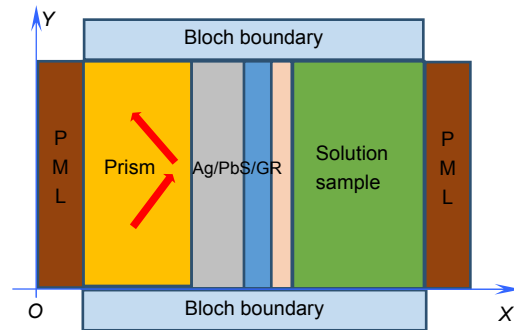 Y
Bloch boundary
P
M
L
Prism
Ag/PbS/GR
Solution
sample
P
M
L
O
Bloch boundary
X